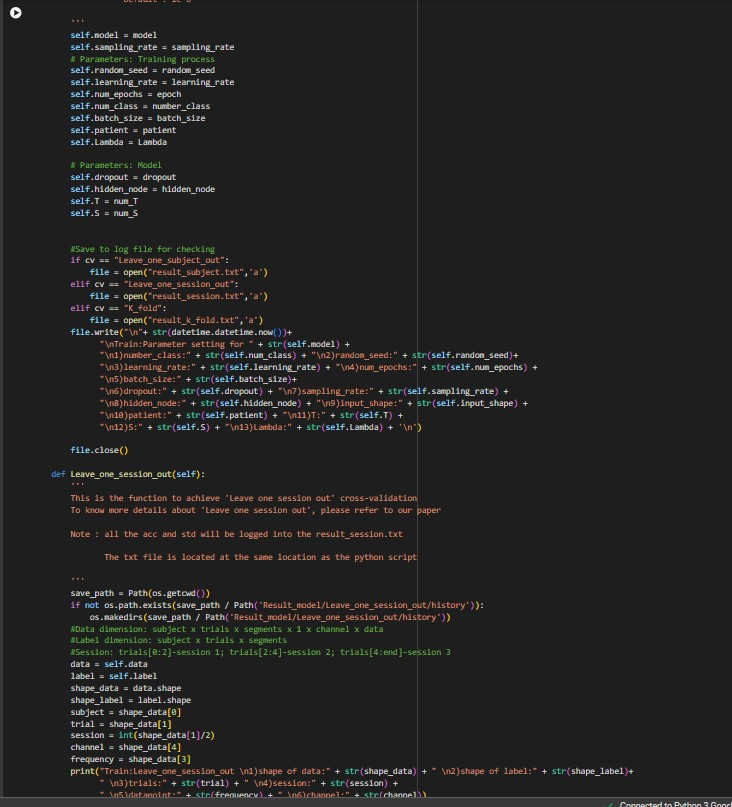 '''
self.model = model
self.sampling_rate = sampling_rate
# Parameters: Training process
self.random_seed = random_seed
self.learning_rate = learning_rate
self.num_epochs = epoch
self.num_class = number_class
self.batch_size = batch_size
self.patient = patient
self.Lambda = Lambda
# Parameters: Model
self.dropout = dropout
self.hidden_node = hidden_node
self.T = num_T
self.S = num_S
#Save to log file for checking
if cv == "Leave_one_subject_out":
file = open("result_subject.txt",'a')
elif cv == "Leave_one_session_out":
file = open("result_session.txt",'a')
elif cv == "K_fold":
file = open("result_k_fold.txt",'a')
file.write("\n"+ str(datetime.datetime.now())+
"\nTrain:Parameter setting for " + str(self.model) +
"\n1)number_class:" + str(self.num_class) + "\n2)random_seed:" + str(self.random_seed)+
"\n3)learning_rate:" + str(self.learning_rate) + "\n4)num_epochs:" + str(self.num_epochs) +
"\n5)batch_size:" + str(self.batch_size)+
"\n6)dropout:" + str(self.dropout) + "\n7)sampling_rate:" + str(self.sampling_rate) +
"\n8)hidden_node:" + str(self.hidden_node) + "\n9)input_shape:" + str(self.input_shape) +
"\n10)patient:" + str(self.patient) + "\n11)T:" + str(self.T) +
"\n12)S:" + str(self.S) + "\n13)Lambda:" + str(self.Lambda) + '\n')
file.close()
def Leave_one_session_out(self):
'''
This is the function to achieve 'Leave one session out' cross-validation
To know more details about 'Leave one session out', please refer to our paper
Note : all the acc and std will be logged into the result_session.txt
The txt file is located at the same location as the python script
'''
save_path = Path(os.getcwd())
if not os.path.exists(save_path / Path('Result_model/Leave_one_session_out/history')):
os.makedirs(save_path / Path('Result_model/Leave_one_session_out/history'))
#Data dimension: subject x trials x segments x 1 x channel x data
#Label dimension: subject x trials x segments
#Session: trials[0:2]-session 1; trials[2:4]-session 2; trials[4:end]-session 3
data = self.data
label = self.label
shape_data = data.shape
shape_label = label.shape
subject = shape_data[0]
trial = shape_data[1]
session = int(shape_data[1]/2)
channel = shape_data[4]
frequency = shape_data[3]
print("Train:Leave_one_session_out \n1)shape of data:" + str(shape_data) + " \n2)shape of label:" + str(shape_label)+
" \n3)trials:" + str(trial) + " \n4)session:" + str(session) +
" \n5)datapoint:" + str(frequency) + " \n6)channel:" + str(channel))
Connected to Python 3